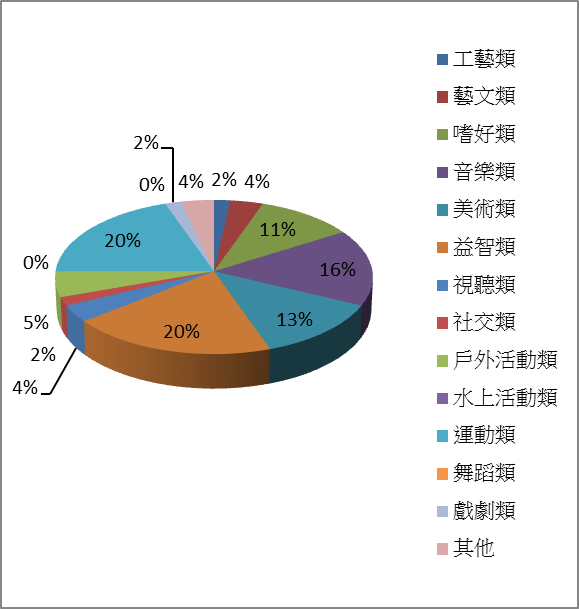 2%
0%
4%
2%
4%
11%
16%
13%
20%
4%
2%
5%
0%
20%
工藝類
藝文類
嗜好類
音樂類
美術類
益智類
視聽類
社交類
戶外活動類
水上活動類
運動類
舞蹈類
戲劇類
其他